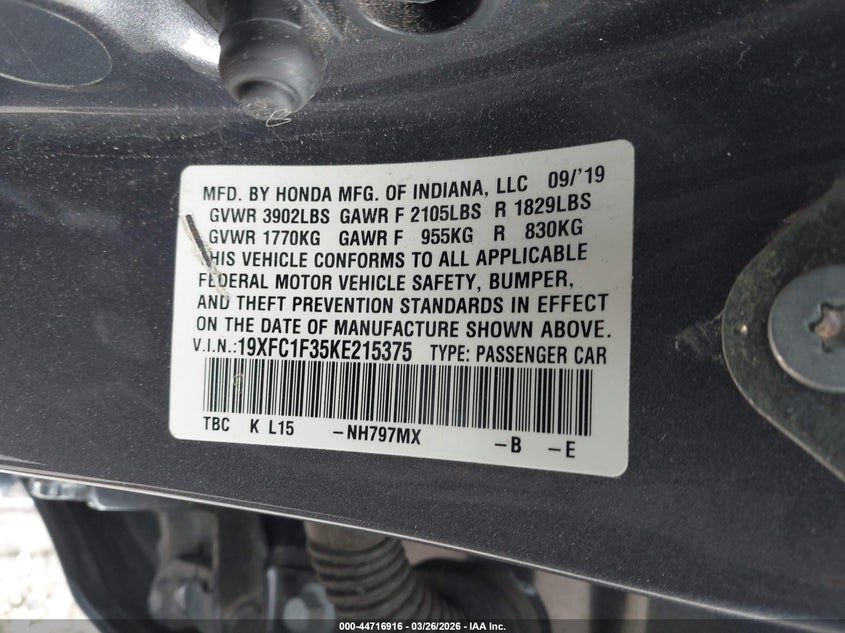 MFD. BY HONDA MFG. OF INDIANA, LLC 09/'19
GVWR 3902LBS GAWR F 2105LBS R 1829LBS
GVWR 1770KG GAWR F 955KG R 830KG
THIS VEHICLE CONFORMS TO ALL APPLICABLE
FEDERAL MOTOR VEHICLE SAFETY, BUMPER,
AND THEFT PREVENTION STANDARDS IN EFFECT
ON THE DATE OF MANUFACTURE SHOWN ABOVE.
V.I.N.:19XFC1F35KE215375 TYPE: PASSENGER CAR
TBC K L15 -NH797MX -B -E
000-44716916 - 03/26/2026 - IAA Inc.